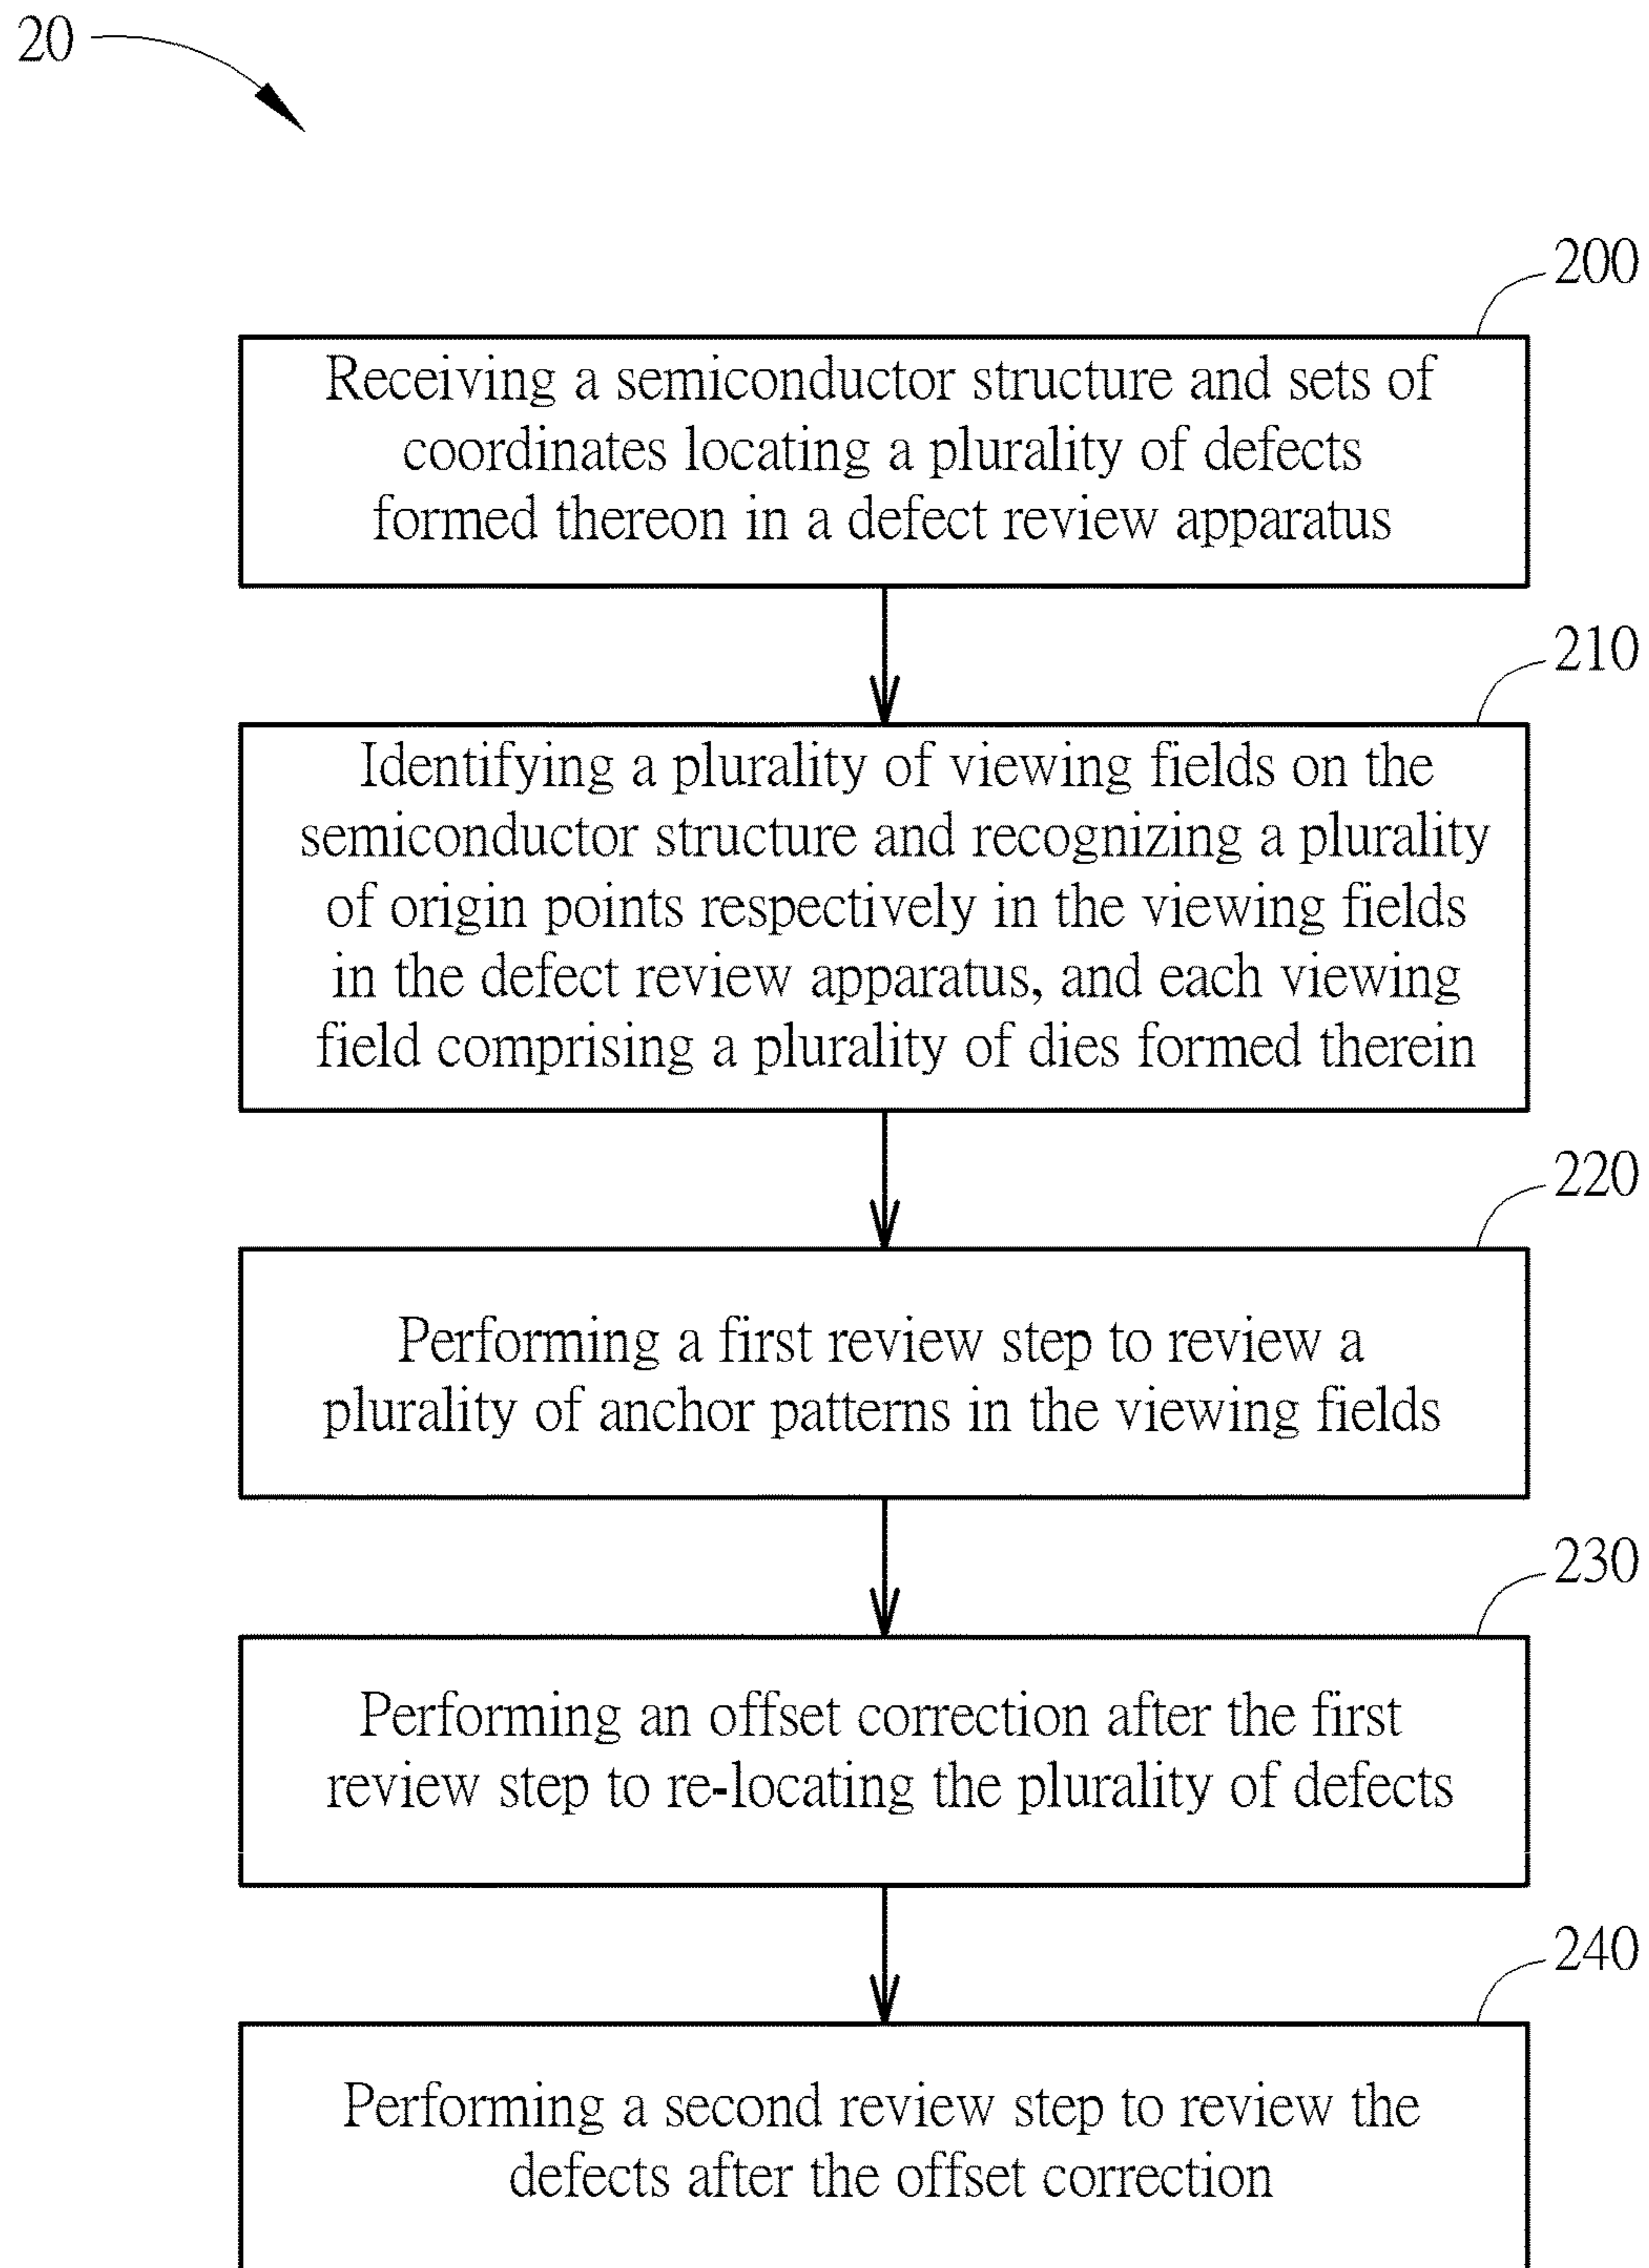 20
200
Receiving a semiconductor structure and sets of
coordinates locating a plurality of defects
formed thereon in a defect review apparatus
210
Identifying a plurality of viewing fields on the
semiconductor structure and recognizing a plurality
of origin points respectively in the viewing fields
in the defect review apparatus, and each viewing
field comprising a plurality of dies formed therein
220
Performing a first review step to review a
plurality of anchor patterns in the viewing fields
230
Performing an offset correction after the first
review step to re-locating the plurality of defects
240
Performing a second review step to review the
defects after the offset correction